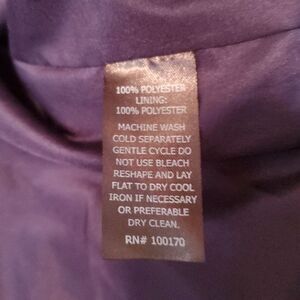 100% POLYESTER
LINING:
100% POLYESTER
MACHINE WASH
COLD SEPARATELY
GENTLE CYCLE DO
NOT USE BLEACH
RESHAPE AND LAY
FLAT TO DRY COOL
IRON IF NECESSARY
OR PREFERABLE
DRY CLEAN.
RN# 100170